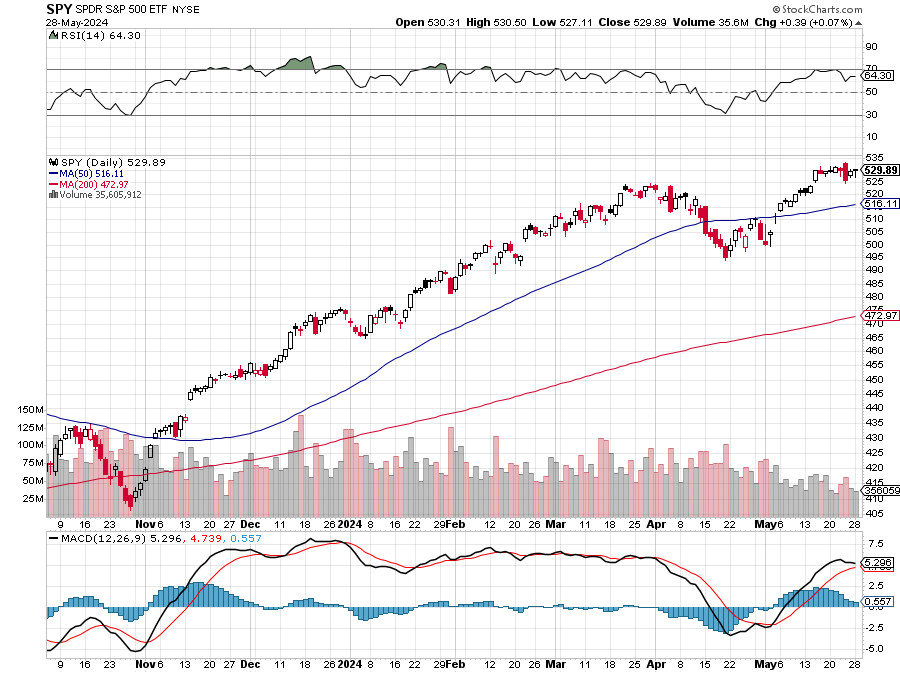 SPY SPDR S&P 500 ETF NYSE © StockCharts.com
28-May-2024 Open 530.31 High 530.50 Low 527.11 Close 529.89 Volume 35.6M Chg +0.39 (+0.07%)
RSI(14) 64.30
90
70
64.30
50
30
10
SPY (Daily) 529.89
MA(50) 516.11
MA(200) 472.97
Volume 35,605,912
535
529.89
525
520
516.11
510
505
500
495
490
485
480
475
472.97
470
465
460
455
450
445
440
435
430
425
420
415
410
405
356059
150M
125M
100M
75M
50M
25M
9 16 23 Nov 6 13 20 27 Dec 11 18 26 2024 8 16 22 29 Feb 12 20 26 Mar 11 18 25 Apr 8 15 22 May 6 13 20 28
MACD(12,26,9) 5.296, 4.739, 0.557
7.5
5.296
2.5
0.557
0.0
-2.5
-5.0
9 16 23 Nov 6 13 20 27 Dec 11 18 26 2024 8 16 22 29 Feb 12 20 26 Mar 11 18 25 Apr 8 15 22 May 6 13 20 28